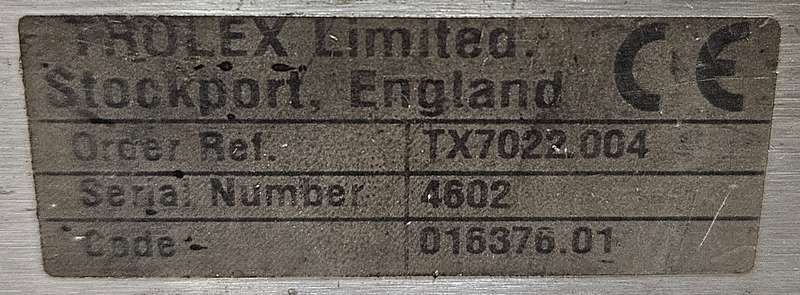 TROLEX Limited.
Stockport, England
CE
Order Ref. TX7022.004
Serial Number 4602
Code 016376.01